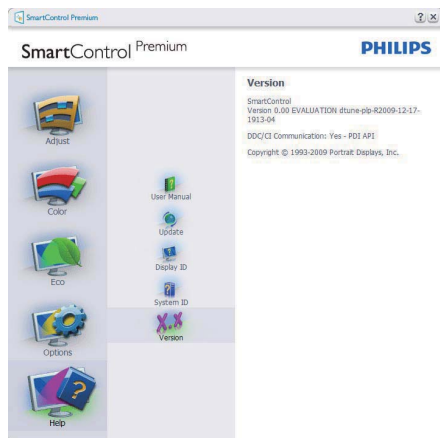 SmartControl Premium
SmartControl Premium
PHILIPS
Adjust
Color
Eco
Options
Help
User Manual
Update
Display ID
System ID
X.X
Version
Version
SmartControl
Version 0.00 EVALUATION dtune-plp-R2009-12-17-
1913-04
DDC/CI Communication: Yes - PDI API
Copyright © 1993-2009 Portrait Displays, Inc.